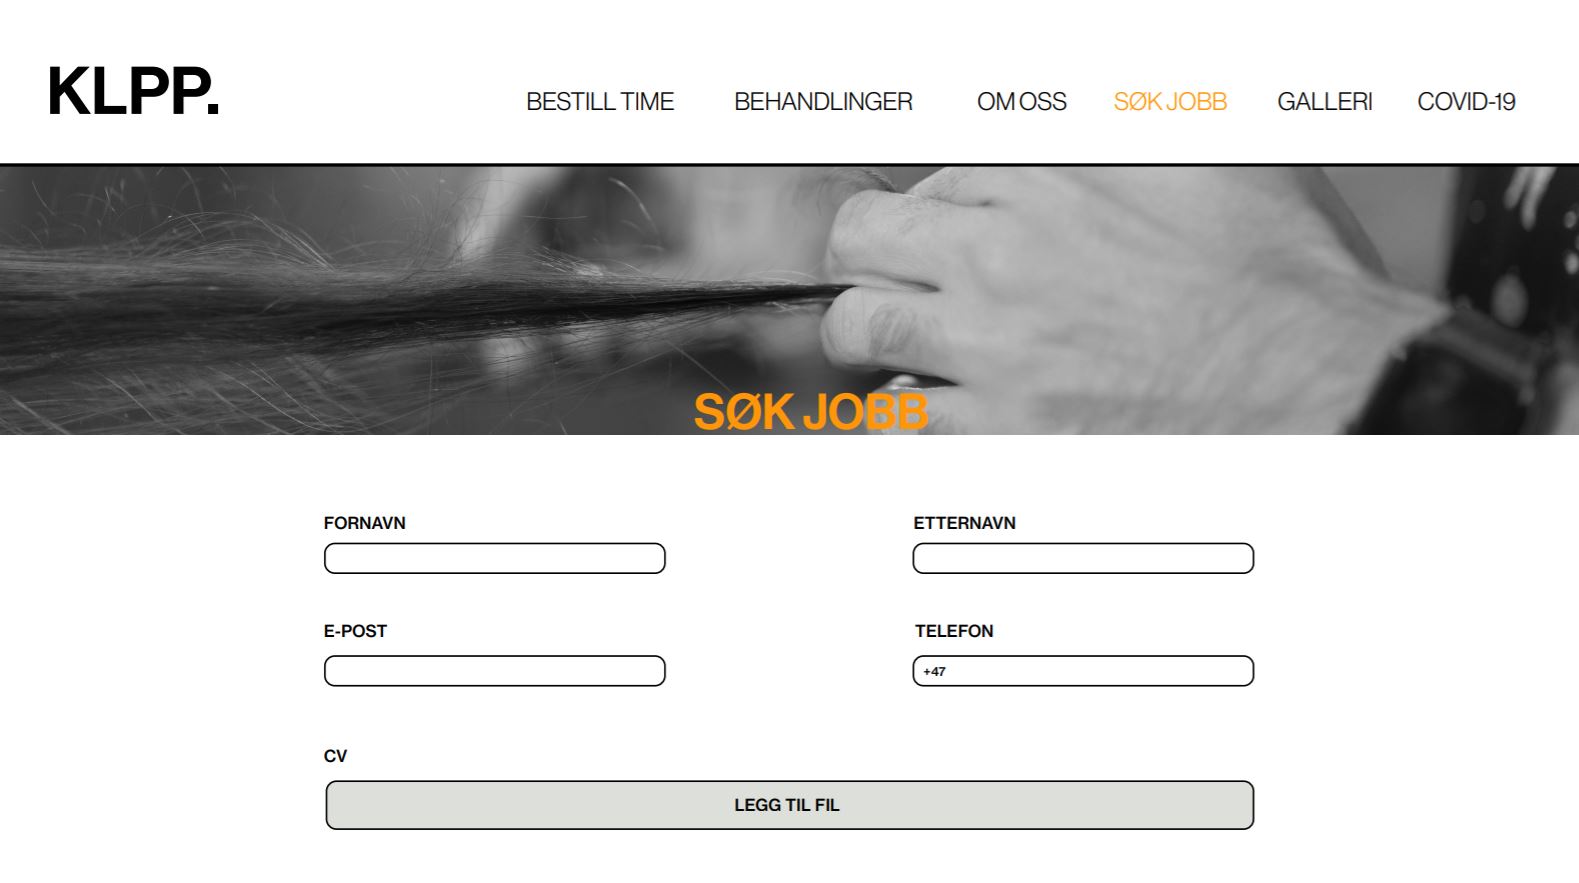 KLPP.
BESTILL TIME BEHANDLINGER OM OSS SØK JOBB GALLERI COVID-19
SØK JOBB
FORNAVN ETTERNAVN
E-POST TELEFON
+47
CV
LEGG TIL FIL